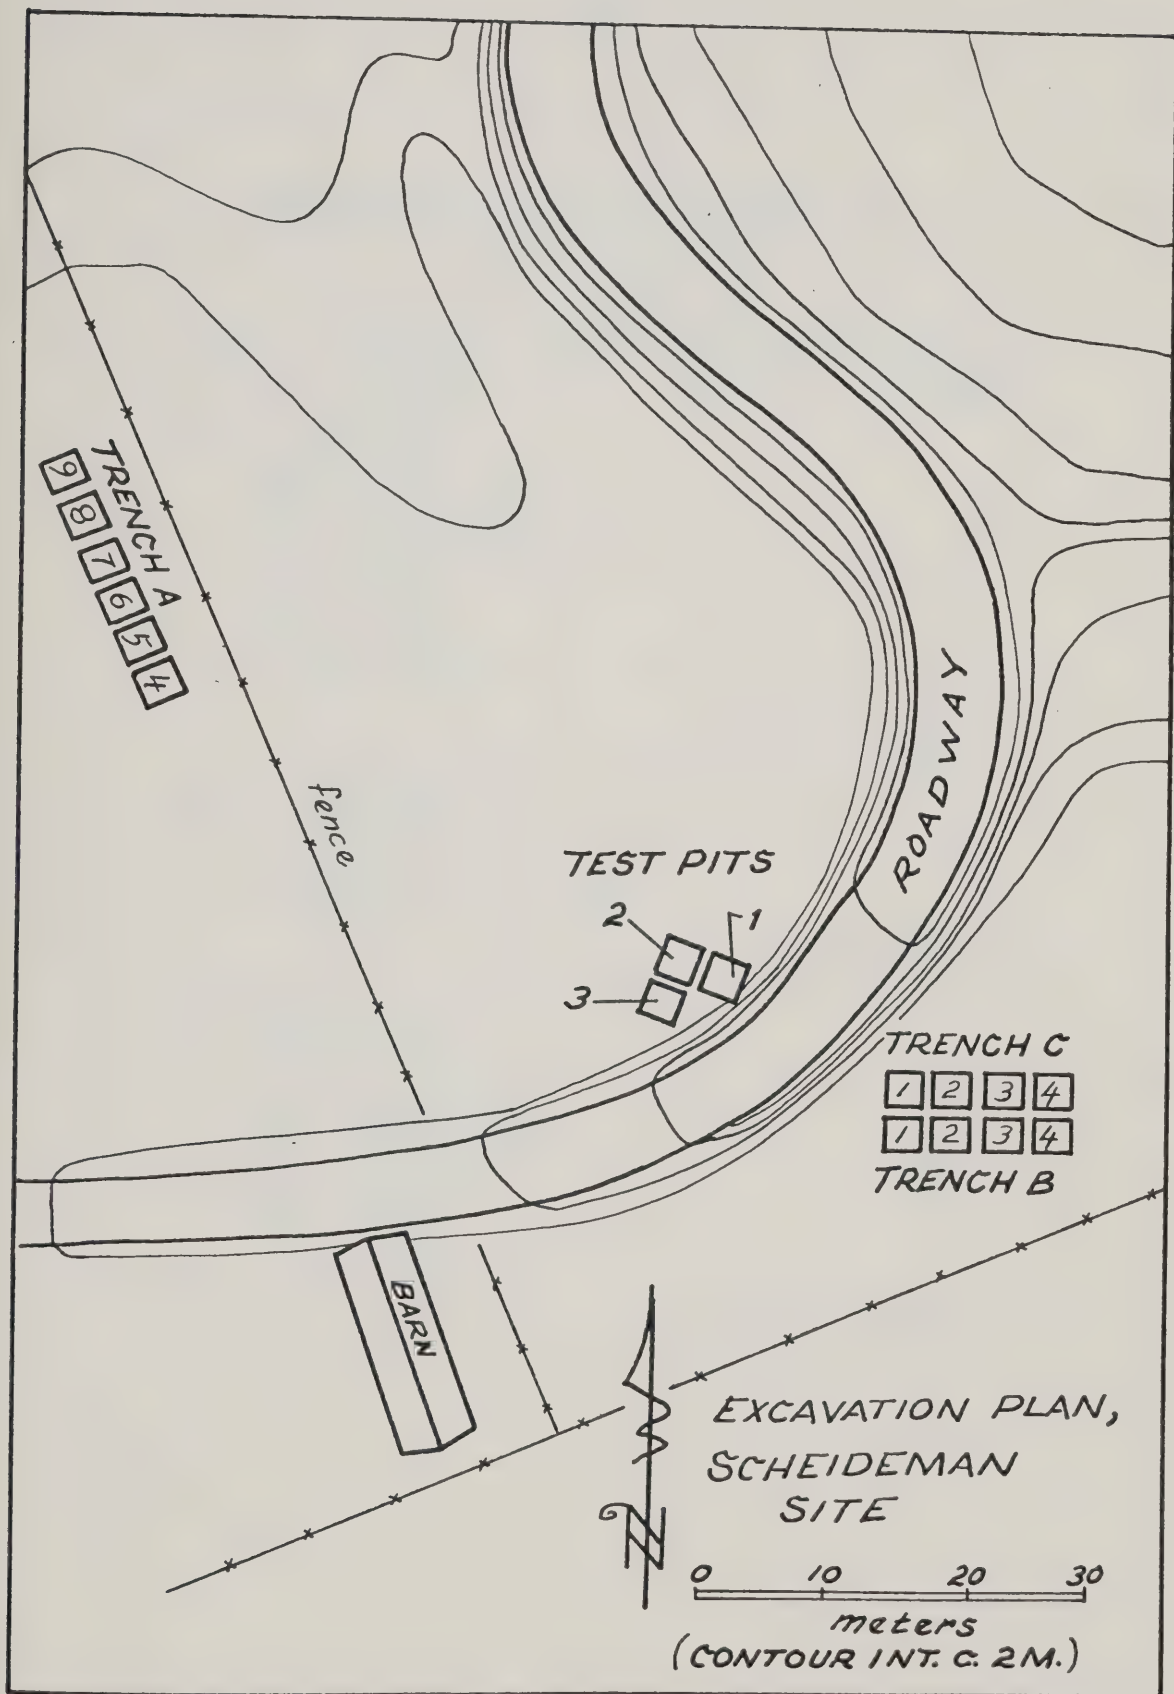 TRENCH A
9 8 7 6 5 4
fence
ROADWAY
TEST PITS
2 1
3
TRENCH C
1 2 3 4
1 2 3 4
TRENCH B
BARN
EXCAVATION PLAN,
SCHEIDEMAN
SITE
N
0 10 20 30
meters
(CONTOUR INT. C. 2M.)